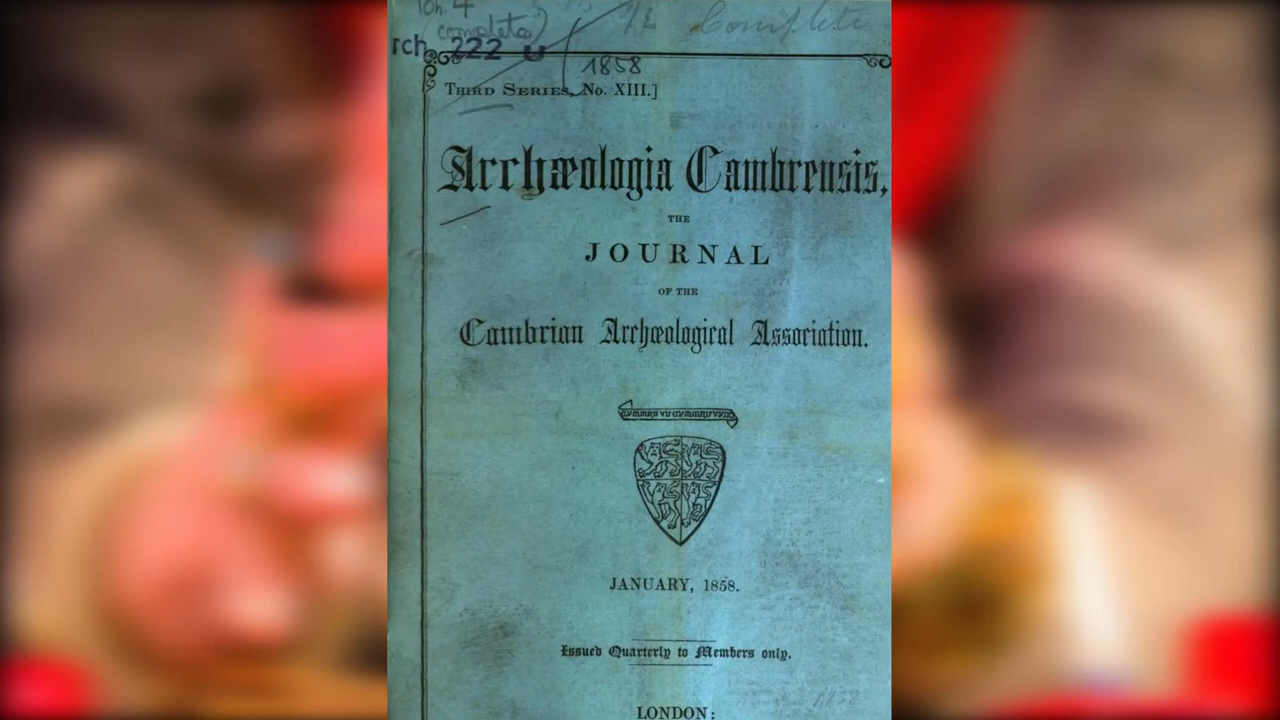 complete)
Complete
rch. 222 u
1858
THIRD SERIES, No. XIII.]
Archæologia Cambrensis,
THE
JOURNAL
OF THE
Cambrian Archæological Association.
JANUARY, 1858.
Issued Quarterly to Members only.
LONDON: